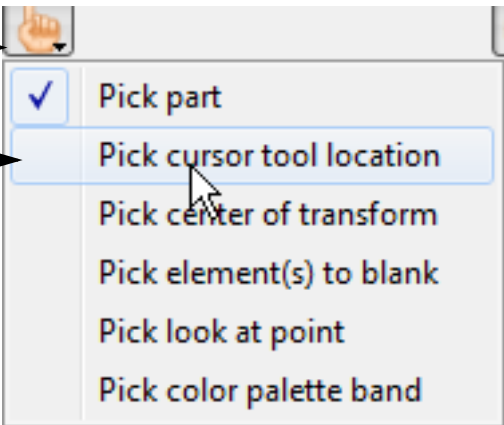 Pick part
Pick cursor tool location
Pick center of transform
Pick element(s) to blank
Pick look at point
Pick color palette band